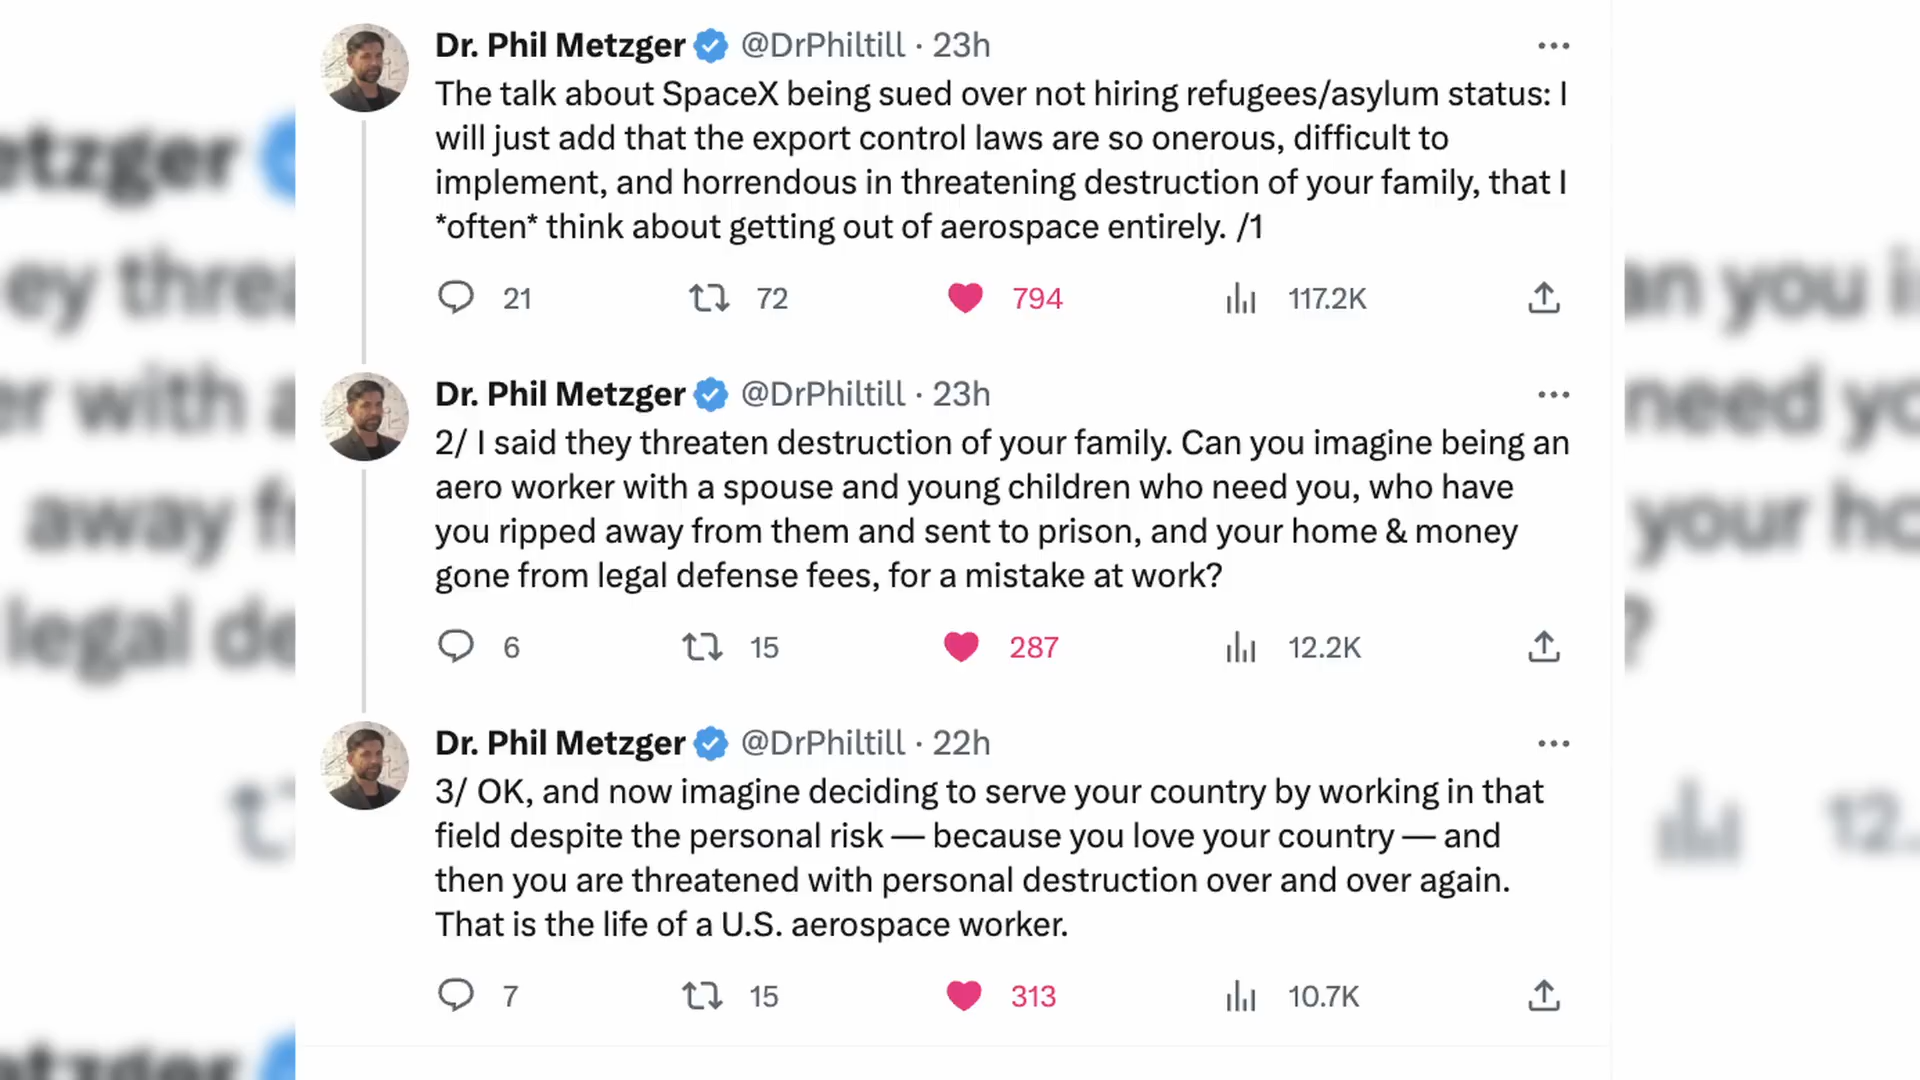 Dr. Phil Metzger @DrPhiltill · 23h
The talk about SpaceX being sued over not hiring refugees/asylum status: I
will just add that the export control laws are so onerous, difficult to
implement, and horrendous in threatening destruction of your family, that I
*often* think about getting out of aerospace entirely. /1
21 72 794 117.2K
Dr. Phil Metzger @DrPhiltill · 23h
2/ I said they threaten destruction of your family. Can you imagine being an
aero worker with a spouse and young children who need you, who have
you ripped away from them and sent to prison, and your home & money
gone from legal defense fees, for a mistake at work?
6 15 287 12.2K
Dr. Phil Metzger @DrPhiltill · 22h
3/ OK, and now imagine deciding to serve your country by working in that
field despite the personal risk — because you love your country — and
then you are threatened with personal destruction over and over again.
That is the life of a U.S. aerospace worker.
7 15 313 10.7K